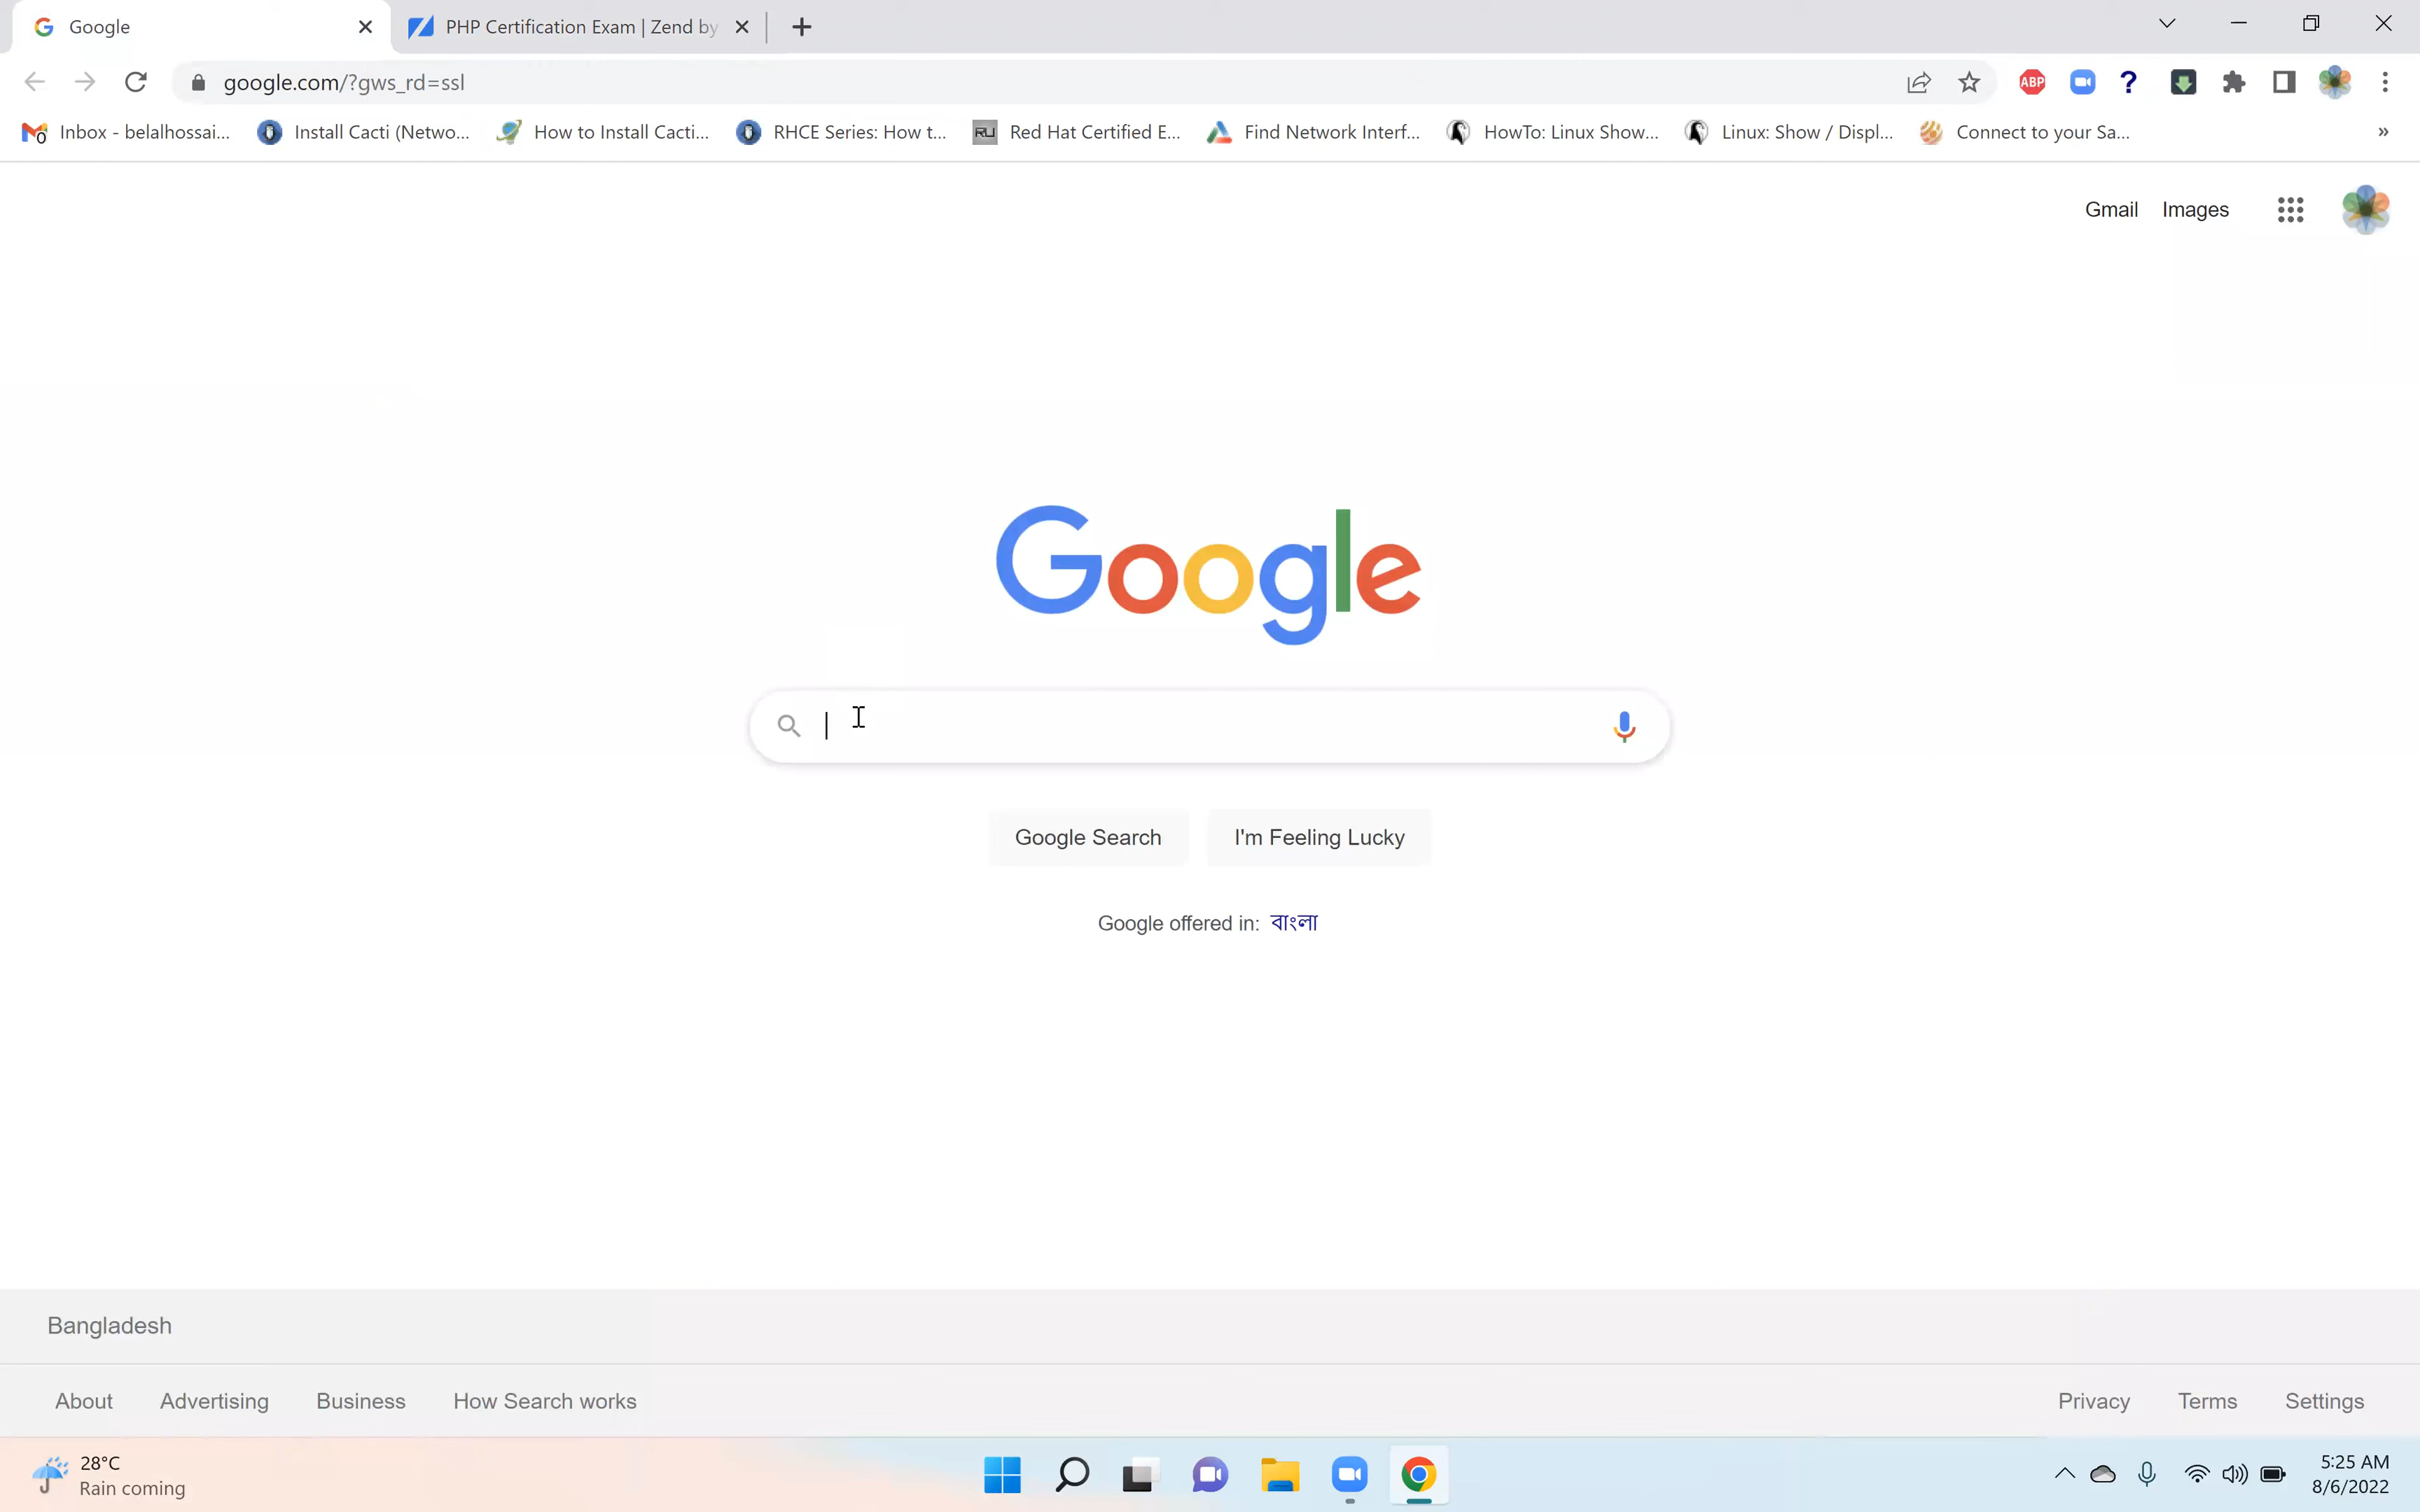 Google
PHP Certification Exam | Zend by
google.com/?gws_rd=ssl
ABP
?
Inbox - belalhossai...
Install Cacti (Netwo...
How to Install Cacti...
RHCE Series: How t...
RU
Red Hat Certified E...
Find Network Interf...
HowTo: Linux Show...
Linux: Show / Displ...
Connect to your Sa...
»
Gmail
Images
Google
Google Search
I'm Feeling Lucky
Google offered in: বাংলা
Bangladesh
About
Advertising
Business
How Search works
Privacy
Terms
Settings
28°C
Rain coming
5:25 AM
8/6/2022